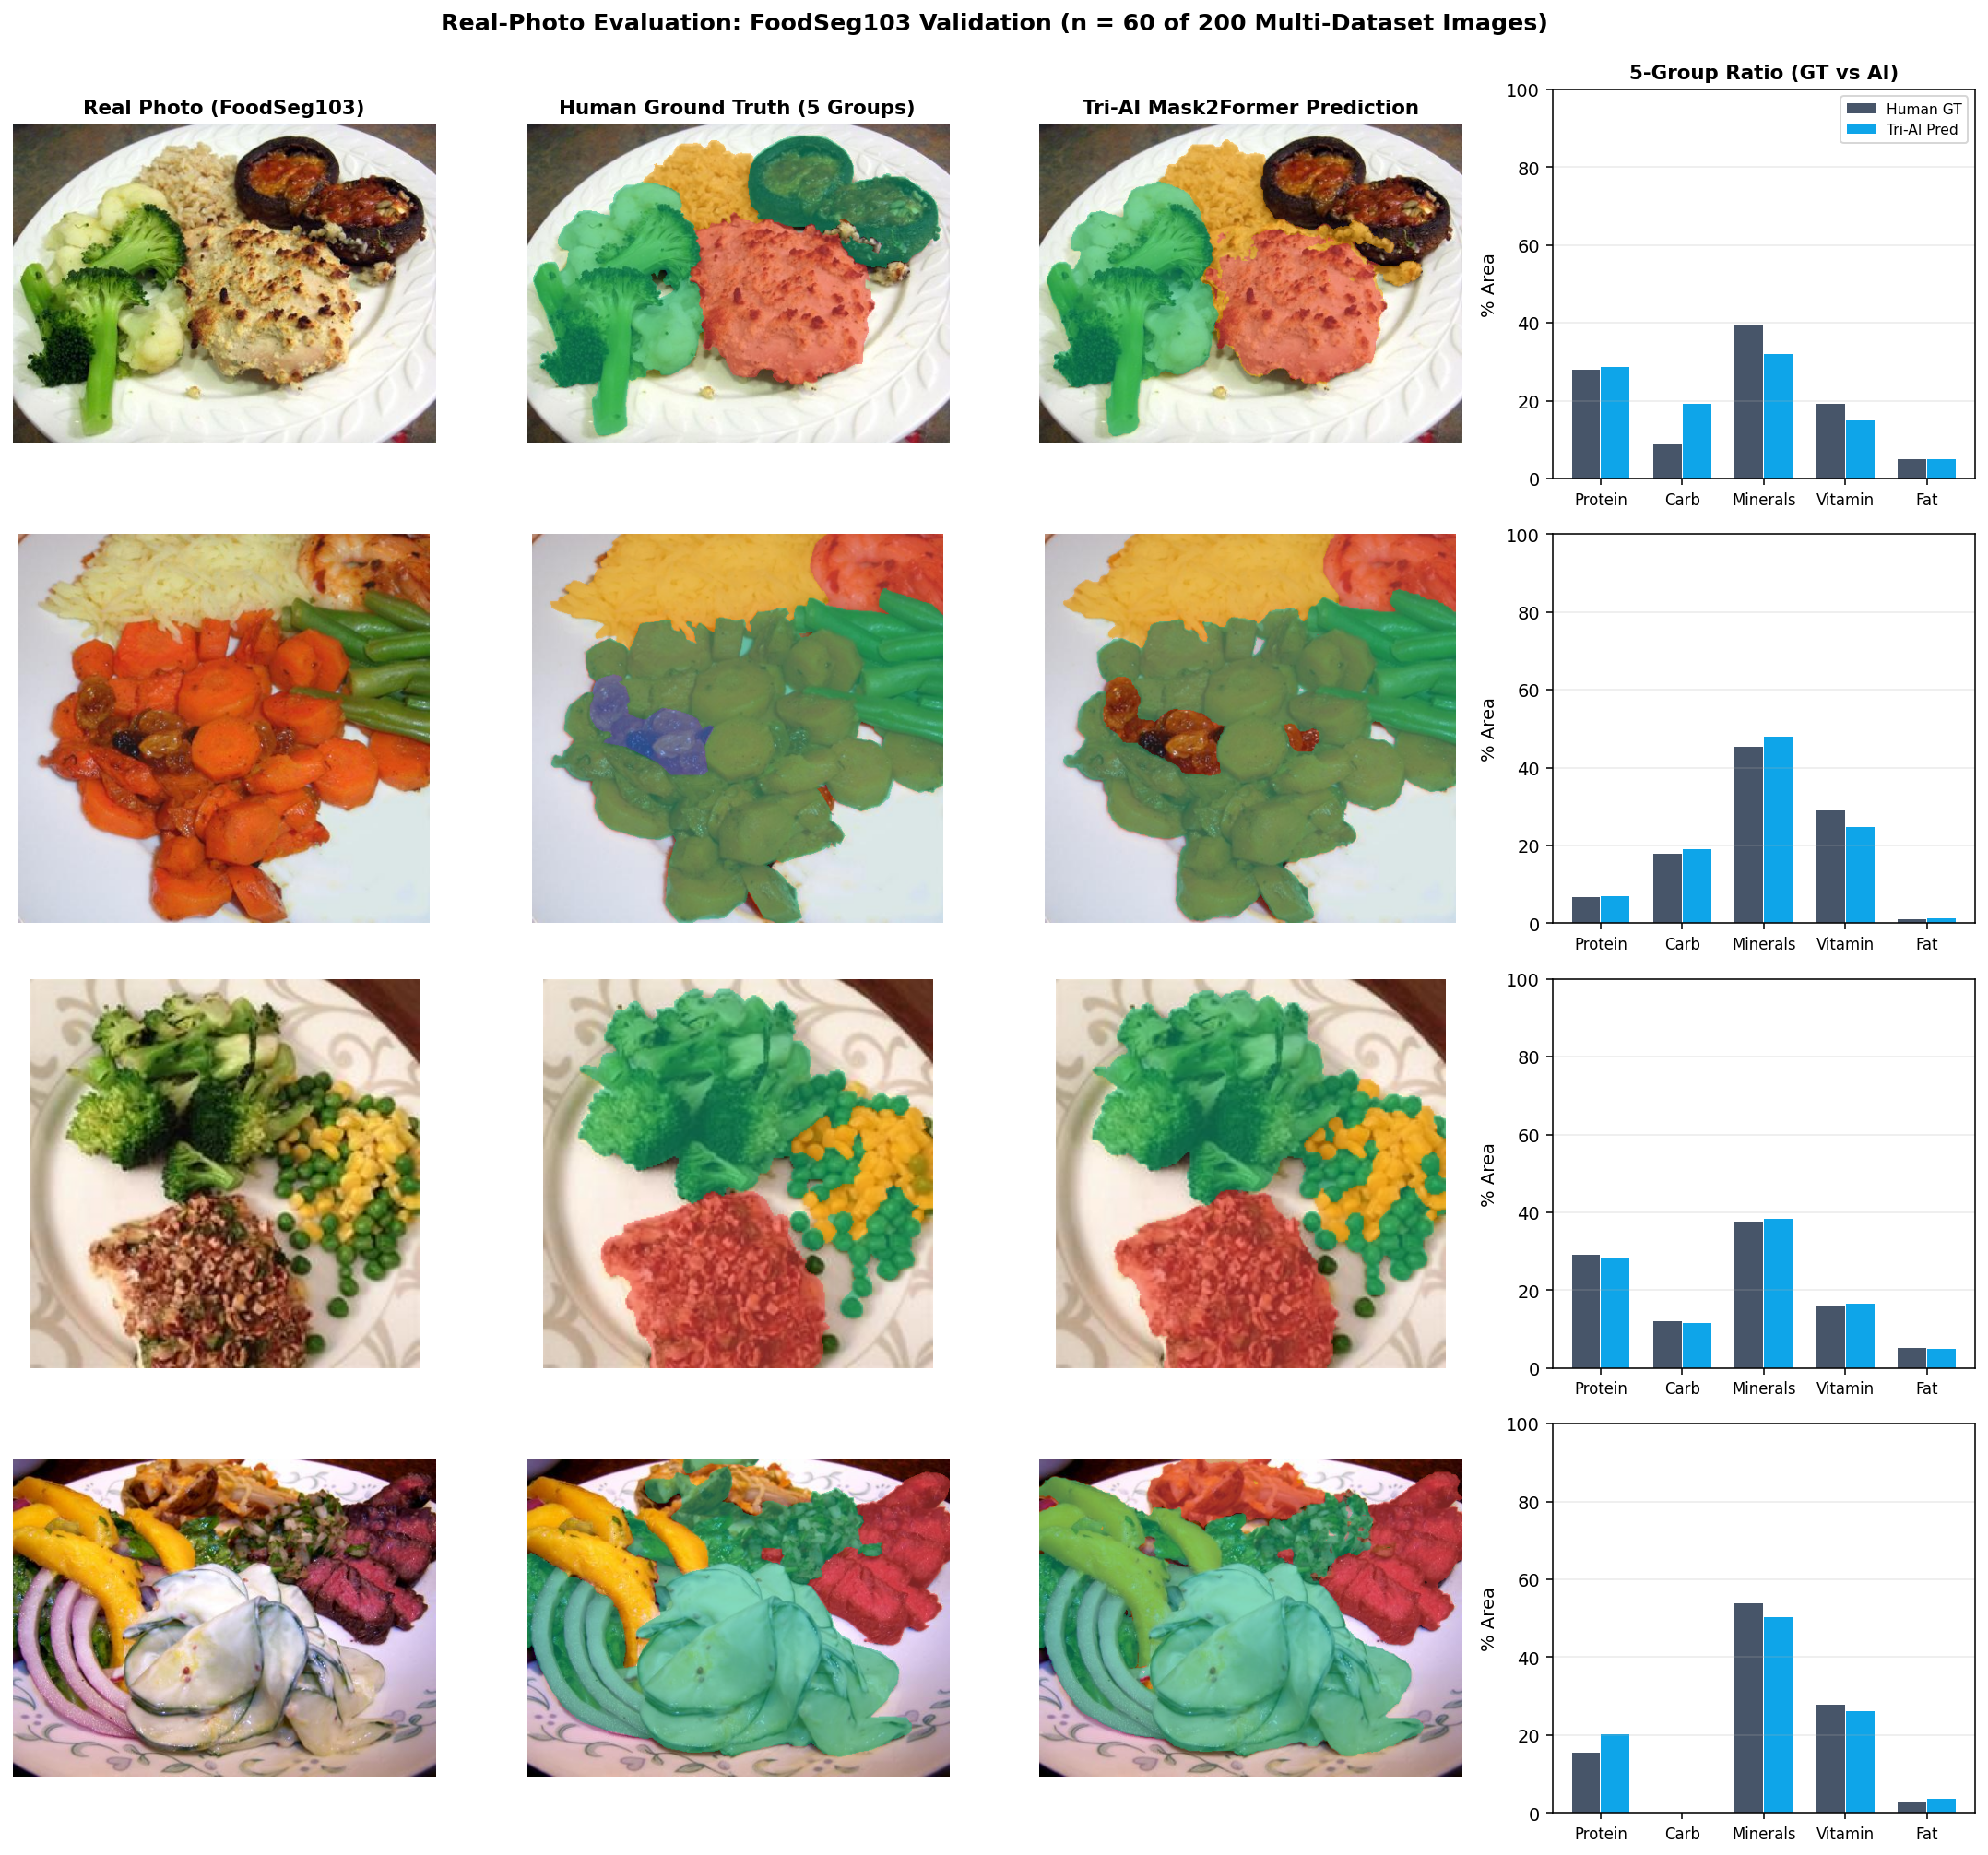 Real-Photo Evaluation: FoodSeg103 Validation (n = 60 of 200 Multi-Dataset Images)
Real Photo (FoodSeg103)
Human Ground Truth (5 Groups)
Tri-AI Mask2Former Prediction
5-Group Ratio (GT vs AI)
Human GT
Tri-AI Pred
% Area
100
80
60
40
20
0
Protein Carb Minerals Vitamin Fat
% Area
100
80
60
40
20
0
Protein Carb Minerals Vitamin Fat
% Area
100
80
60
40
20
0
Protein Carb Minerals Vitamin Fat
% Area
100
80
60
40
20
0
Protein Carb Minerals Vitamin Fat